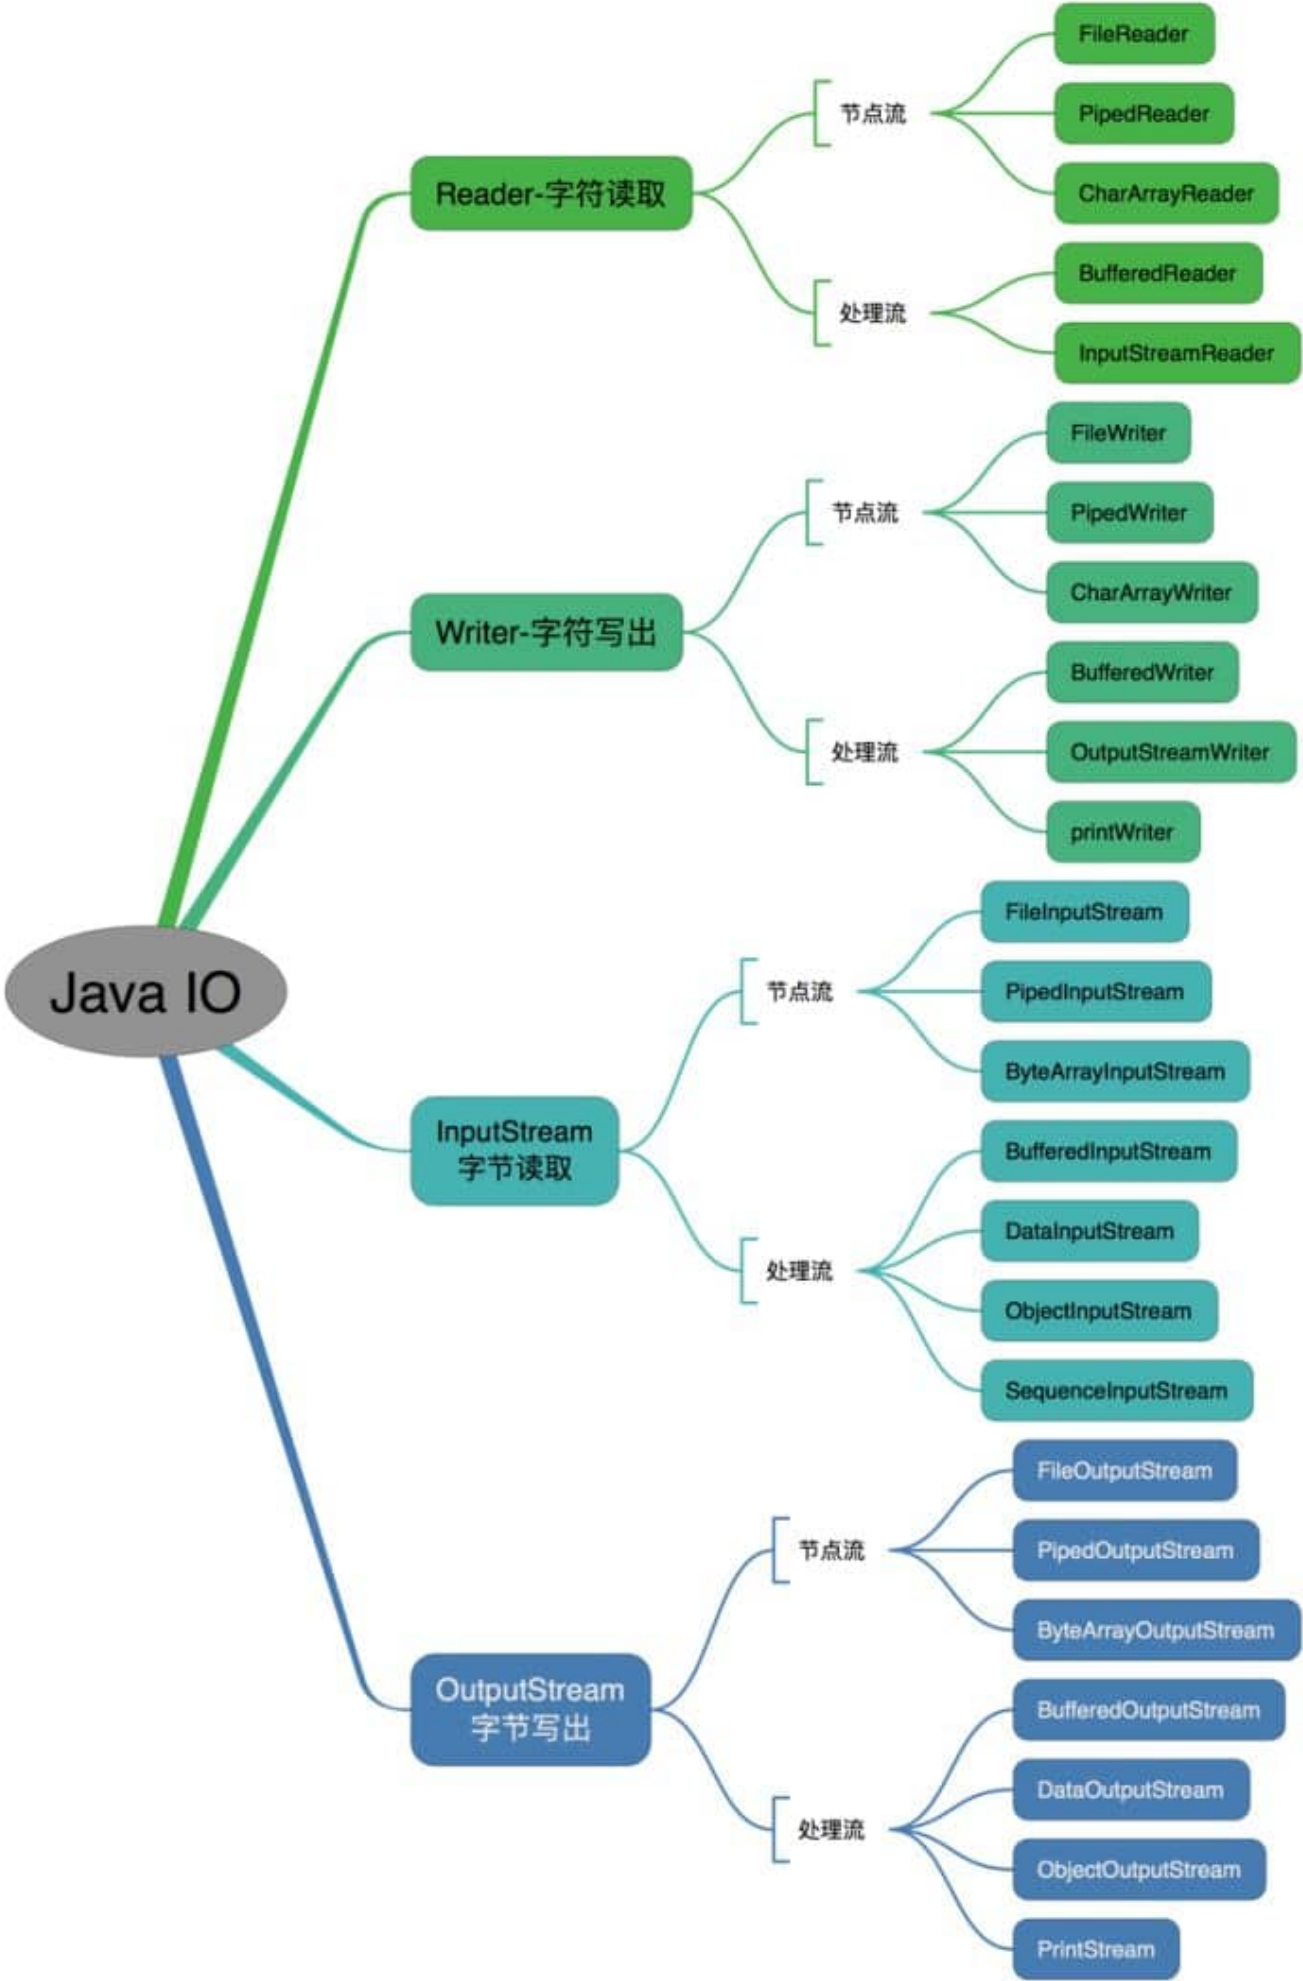 Java IO
Reader-字符读取
节点流
FileReader
PipedReader
CharArrayReader
处理流
BufferedReader
InputStreamReader
Writer-字符写出
节点流
FileWriter
PipedWriter
CharArrayWriter
处理流
BufferedWriter
OutputStreamWriter
printWriter
InputStream
字节读取
节点流
FileInputStream
PipedInputStream
ByteArrayInputStream
处理流
BufferedInputStream
DataInputStream
ObjectInputStream
SequenceInputStream
OutputStream
字节写出
节点流
FileOutputStream
PipedOutputStream
ByteArrayOutputStream
处理流
BufferedOutputStream
DataOutputStream
ObjectOutputStream
PrintStream